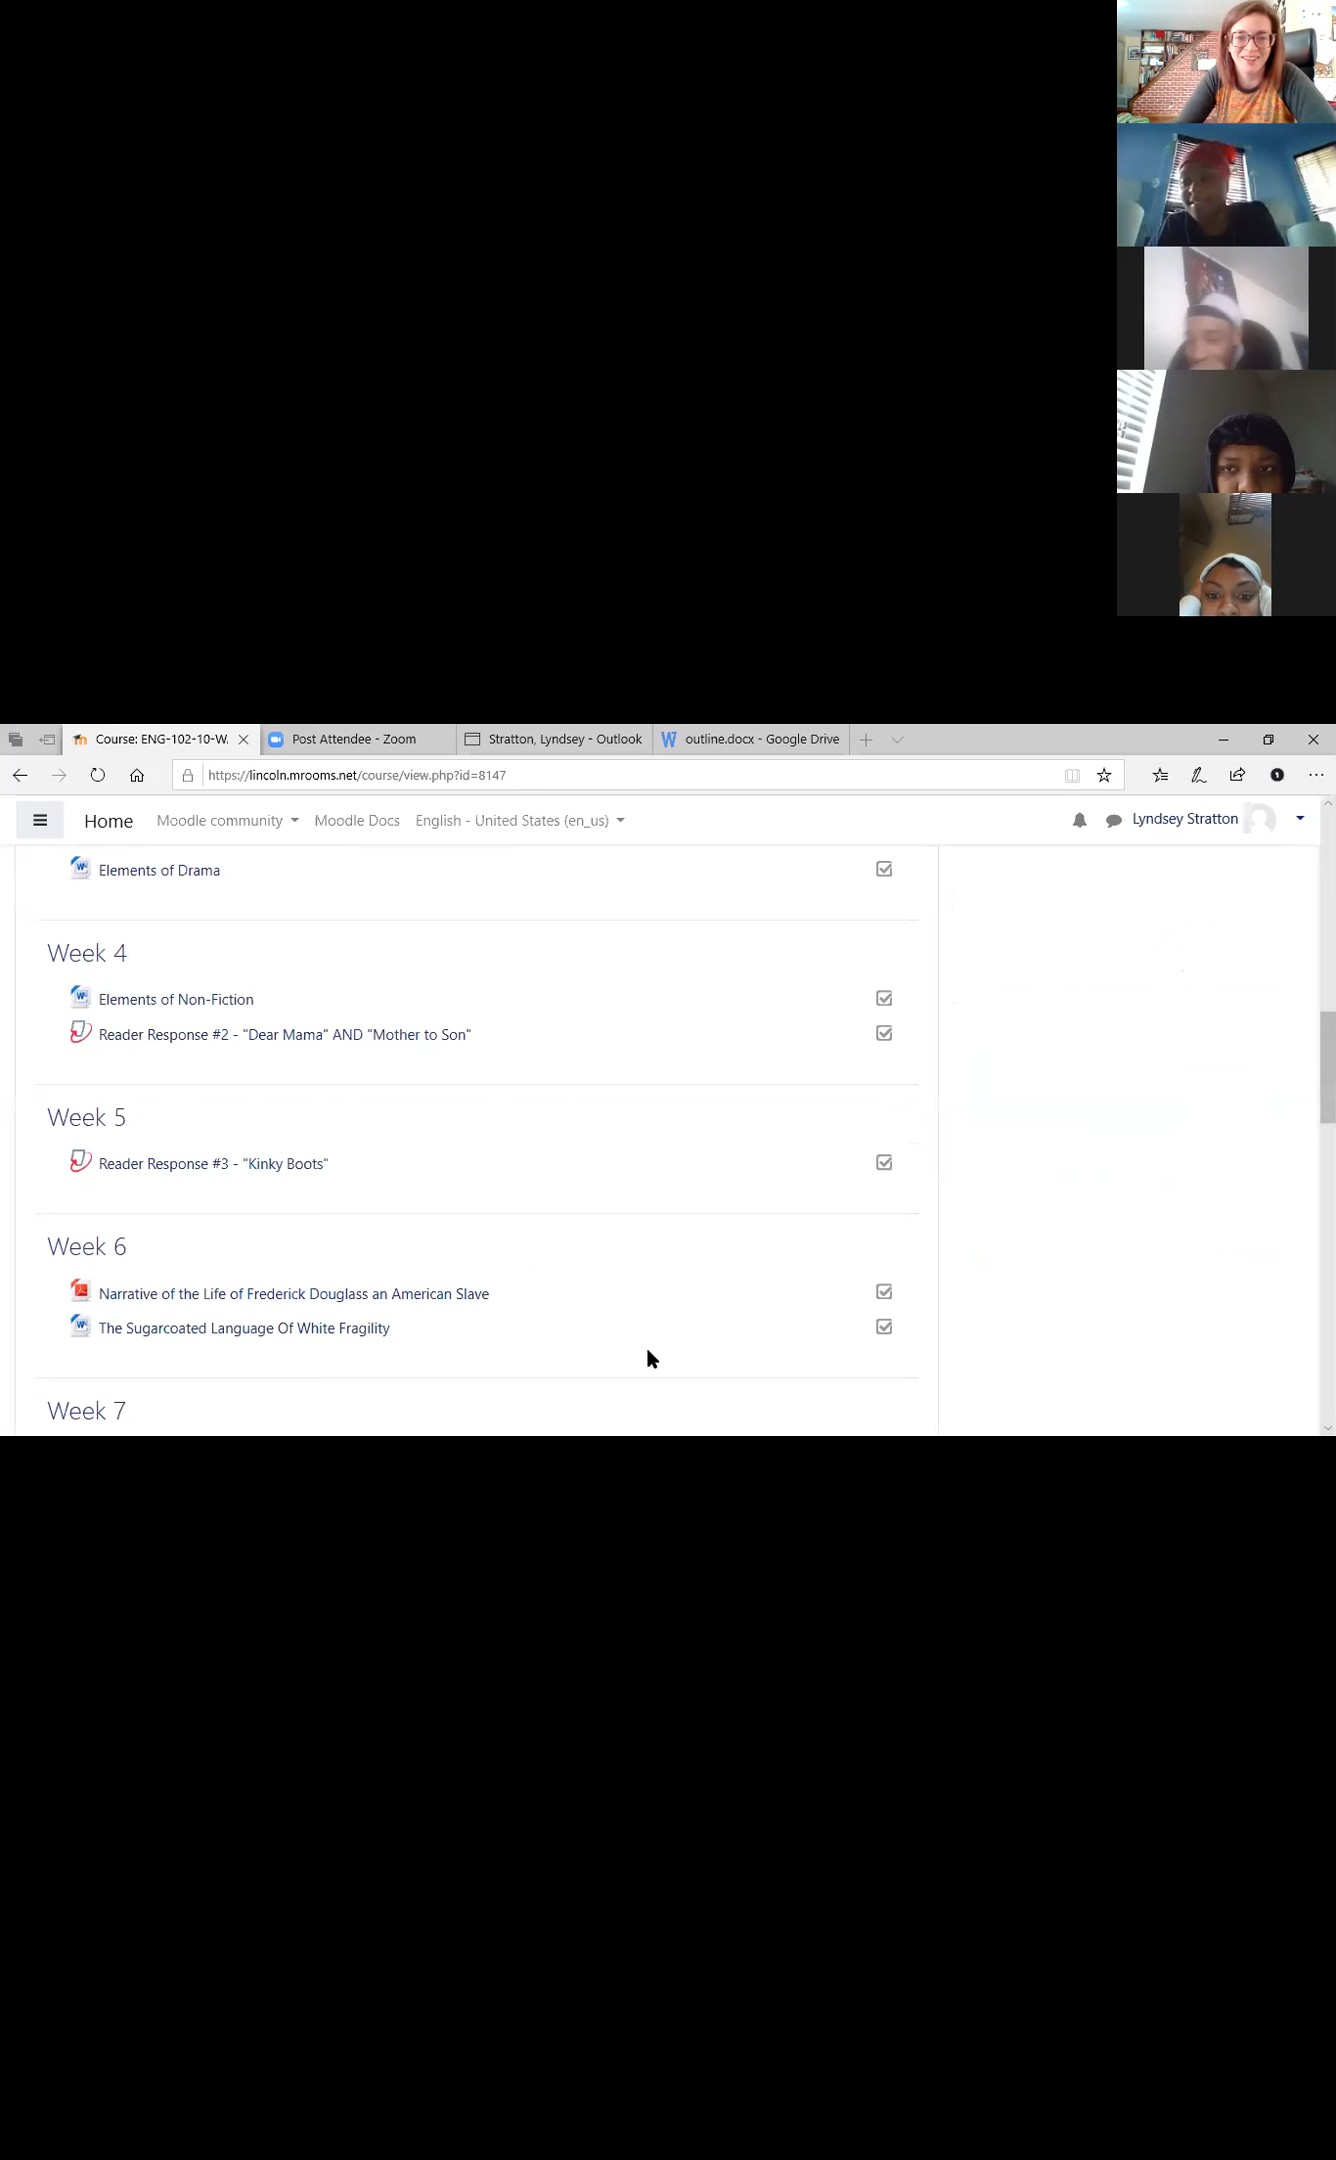 Course: ENG-102-10-W.
Post Attendee - Zoom
Stratton, Lyndsey - Outlook
outline.docx - Google Drive
https://lincoln.mrooms.net/course/view.php?id=8147
Home
Moodle community
Moodle Docs
English - United States (en_us)
Lyndsey Stratton
Elements of Drama
Week 4
Elements of Non-Fiction
Reader Response #2 - "Dear Mama" AND "Mother to Son"
Week 5
Reader Response #3 - "Kinky Boots"
Week 6
Narrative of the Life of Frederick Douglass an American Slave
The Sugarcoated Language Of White Fragility
Week 7